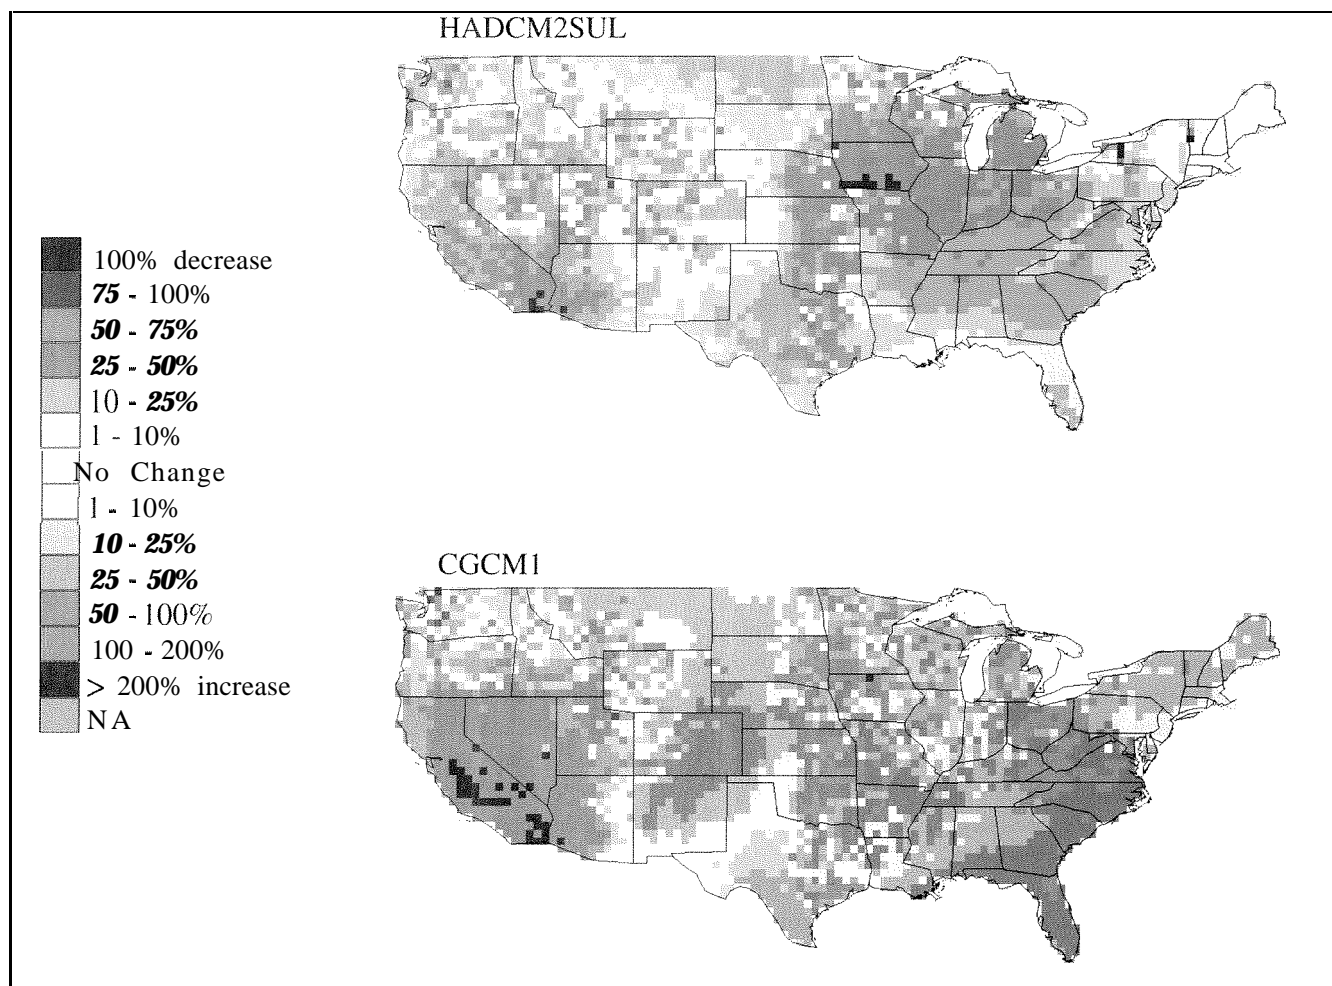 HADCM2SUL
100% decrease
75 - 100%
50 - 75%
25 - 50%
10 - 25%
1 - 10%
No Change
1 - 10%
10 - 25%
25 - 50%
50 - 100%
100 - 200%
> 200% increase
NA
CGCM1